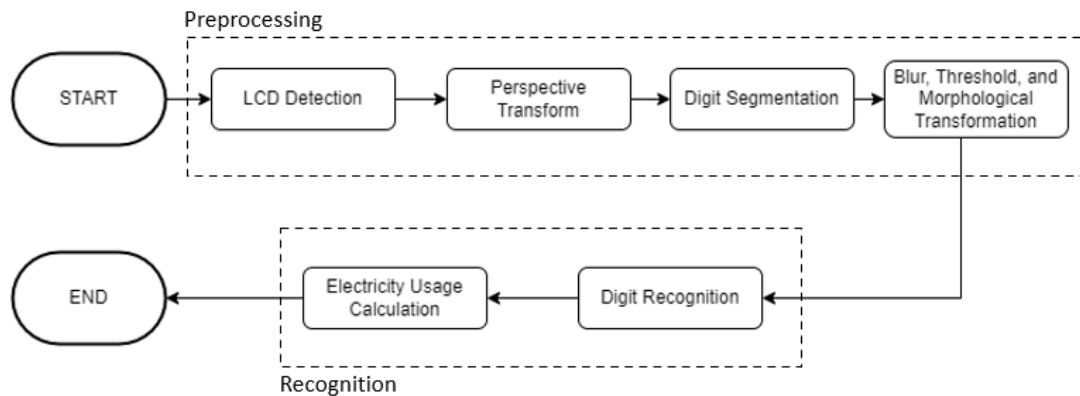 Preprocessing
START
LCD Detection
Perspective
Transform
Digit Segmentation
Blur, Threshold, and
Morphological
Transformation
END
Electricity Usage
Calculation
Digit Recognition
Recognition